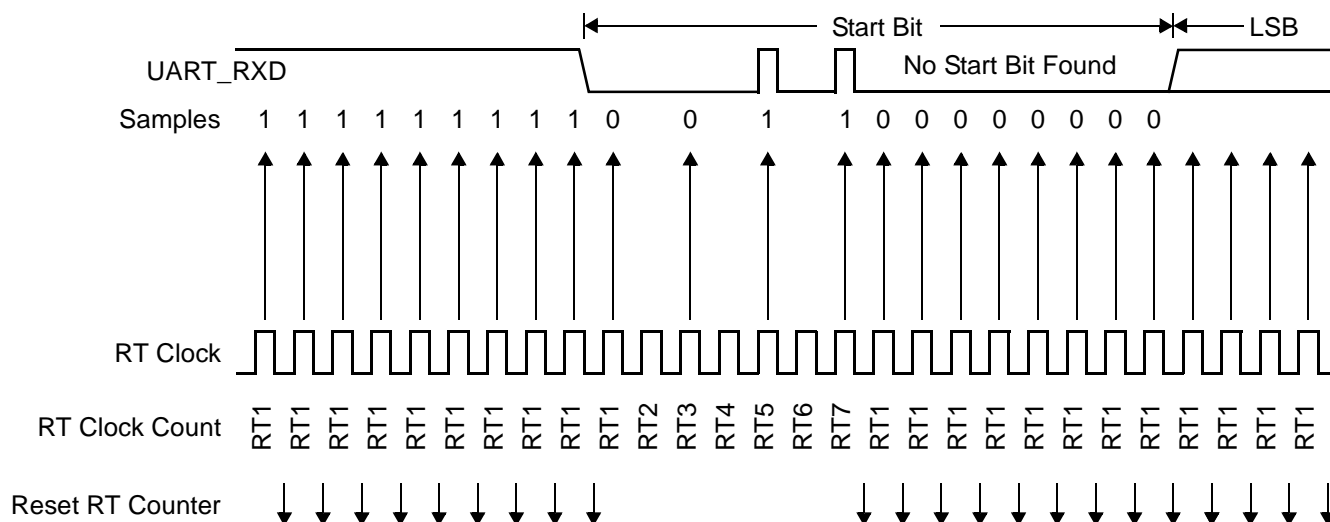 Start Bit LSB
UART_RXD No Start Bit Found
Samples 1 1 1 1 1 1 1 1 1 0 0 1 1 0 0 0 0 0 0 0 0
RT Clock
RT Clock Count RT1 RT1 RT1 RT1 RT1 RT1 RT1 RT1 RT1 RT1 RT2 RT3 RT4 RT5 RT6 RT7 RT1 RT1 RT1 RT1 RT1 RT1 RT1 RT1 RT1 RT1 RT1 RT1
Reset RT Counter